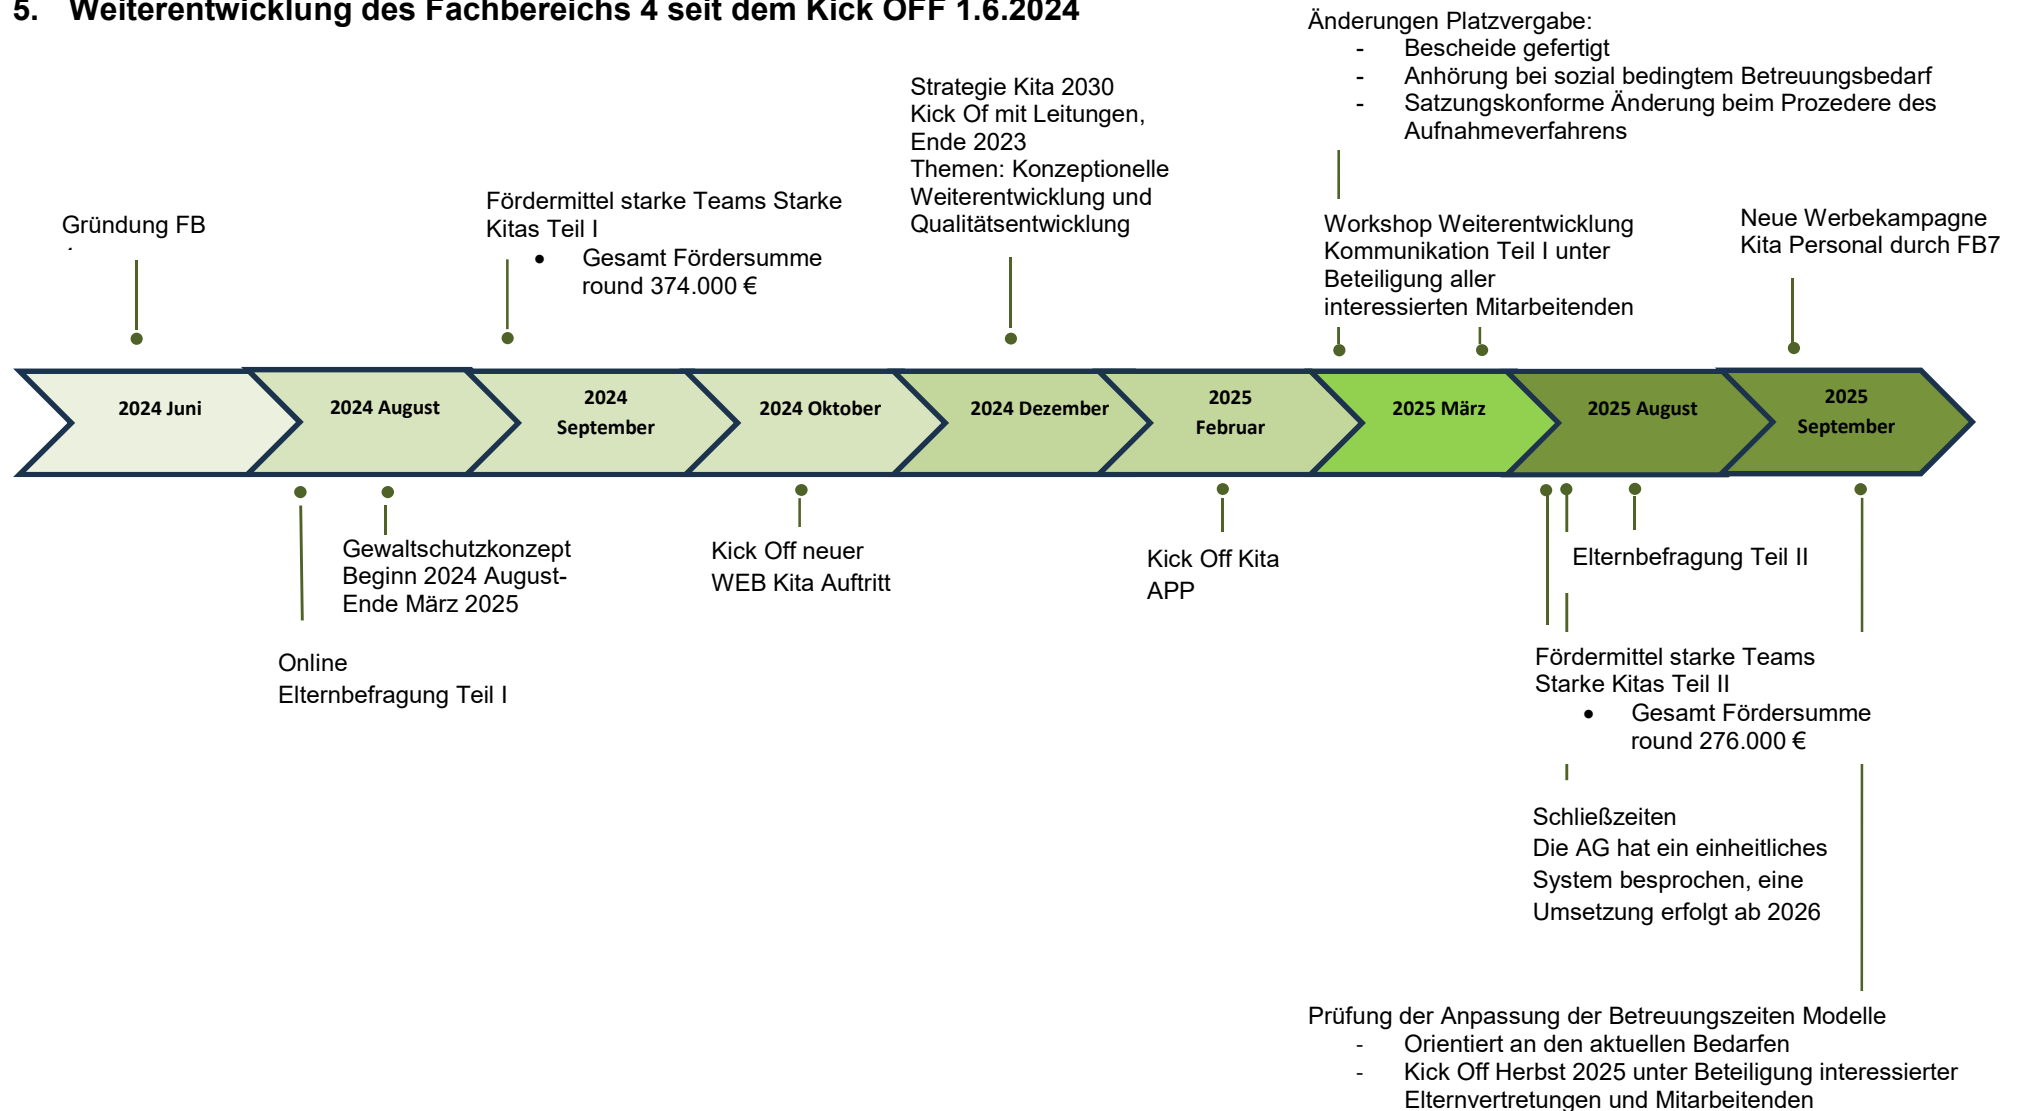 5. Weiterentwicklung des Fachbereichs 4 seit dem Kick OFF 1.6.2024
Änderungen Platzvergabe:
- Bescheide gefertigt
- Anhörung bei sozial bedingtem Betreuungsbedarf
- Satzungskonforme Änderung beim Prozedere des
Aufnahmeverfahrens
Gründung FB
Fördermittel starke Teams Starke
Kitas Teil I
• Gesamt Fördersumme
round 374.000 €
Strategie Kita 2030
Kick Of mit Leitungen,
Ende 2023
Themen: Konzeptionelle
Weiterentwicklung und
Qualitätsentwicklung
Workshop Weiterentwicklung
Kommunikation Teil I unter
Beteiligung aller
interessierten Mitarbeitenden
Neue Werbekampagne
Kita Personal durch FB7
2024 Juni
2024 August
2024
September
2024 Oktober
2024 Dezember
2025
Februar
2025 März
2025 August
2025
September
Gewaltschutzkonzept
Beginn 2024 August-
Ende März 2025
Online
Elternbefragung Teil I
Kick Off neuer
WEB Kita Auftritt
Kick Off Kita
APP
Elternbefragung Teil II
Fördermittel starke Teams
Starke Kitas Teil II
• Gesamt Fördersumme
round 276.000 €
Schließzeiten
Die AG hat ein einheitliches
System besprochen, eine
Umsetzung erfolgt ab 2026
Prüfung der Anpassung der Betreuungszeiten Modelle
- Orientiert an den aktuellen Bedarfen
- Kick Off Herbst 2025 unter Beteiligung interessierter
Elternvertretungen und Mitarbeitenden